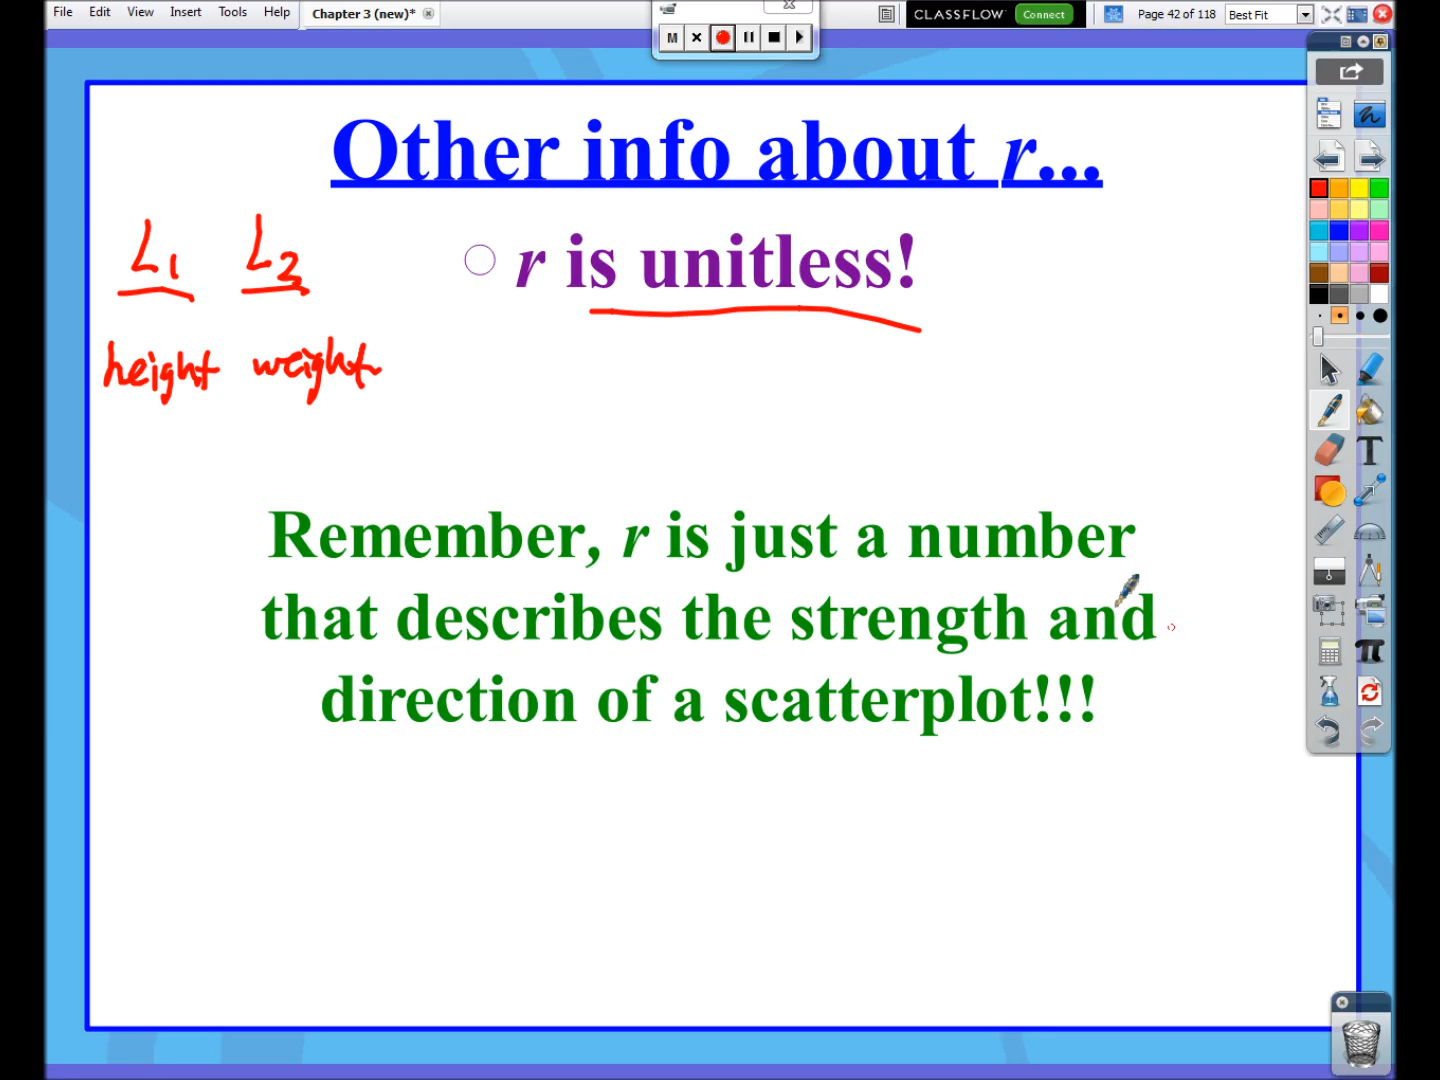 File Edit View Insert Tools Help Chapter 3 (new)*
M
CLASSFLOW Connect Page 42 of 118 Best Fit
Other info about r...
L1 L2
r is unitless!
height weight
Remember, r is just a number
that describes the strength and
direction of a scatterplot!!!